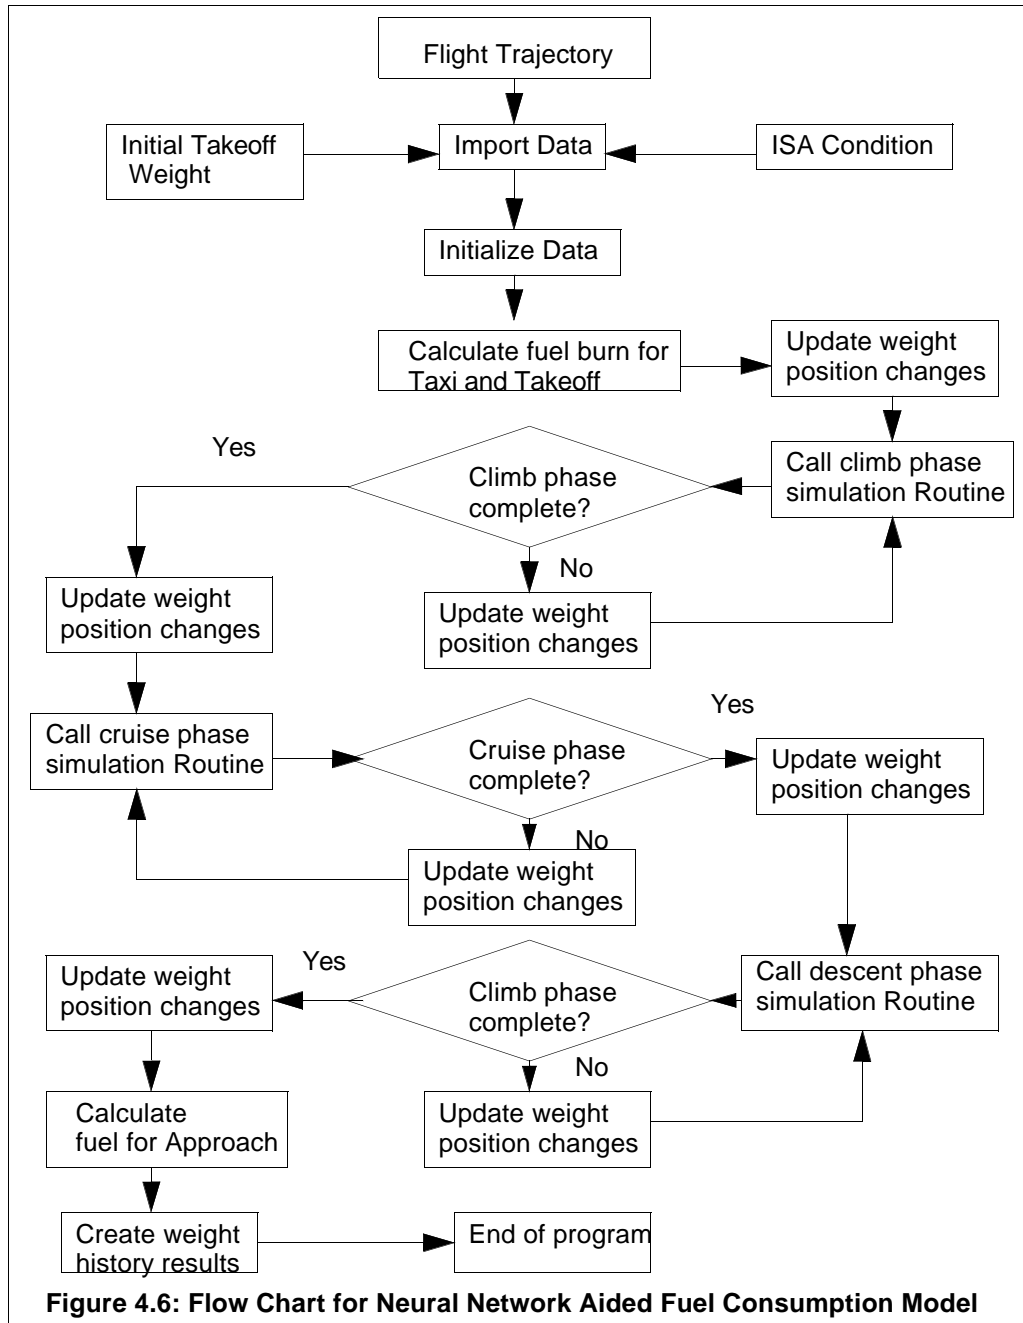 Flight Trajectory
Initial Takeoff
Weight
Import Data
ISA Condition
Initialize Data
Calculate fuel burn for
Taxi and Takeoff
Update weight
position changes
Yes
Climb phase
complete?
Call climb phase
simulation Routine
No
Update weight
position changes
Update weight
position changes
Call cruise phase
simulation Routine
Cruise phase
complete?
Yes
Update weight
position changes
No
Update weight
position changes
Update weight
position changes
Yes
Climb phase
complete?
Call descent phase
simulation Routine
No
Update weight
position changes
Calculate
fuel for Approach
Create weight
history results
End of program
Figure 4.6: Flow Chart for Neural Network Aided Fuel Consumption Model